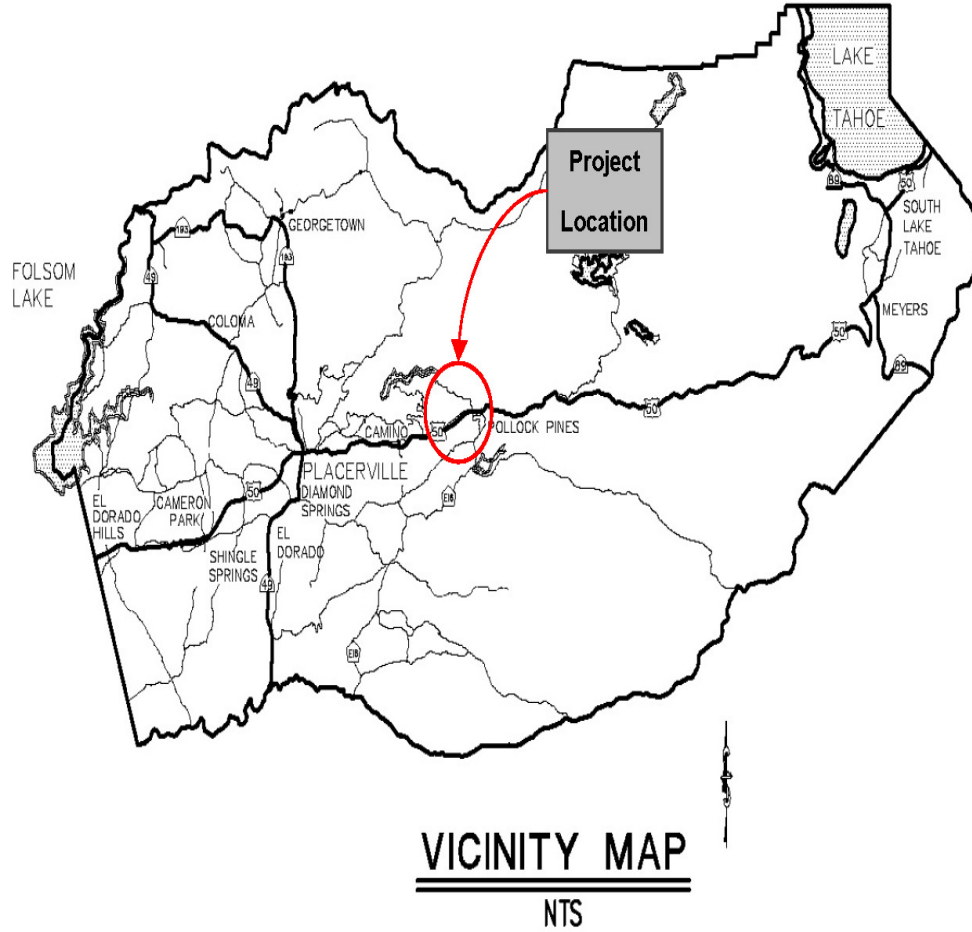 LAKE
TAHOE
Project
Location
89
50
SOUTH
LAKE
TAHOE
193
GEORGETOWN
193
FOLSOM
LAKE
49
COLOMA
MEYERS
50
89
49
50
CAMINO
50
POLLOCK PINES
PLACERVILLE
DIAMOND
SPRINGS
50
E16
EL
DORADO
HILLS
CAMERON
PARK
EL
DORADO
SHINGLE
SPRINGS
49
E16
VICINITY MAP
NTS